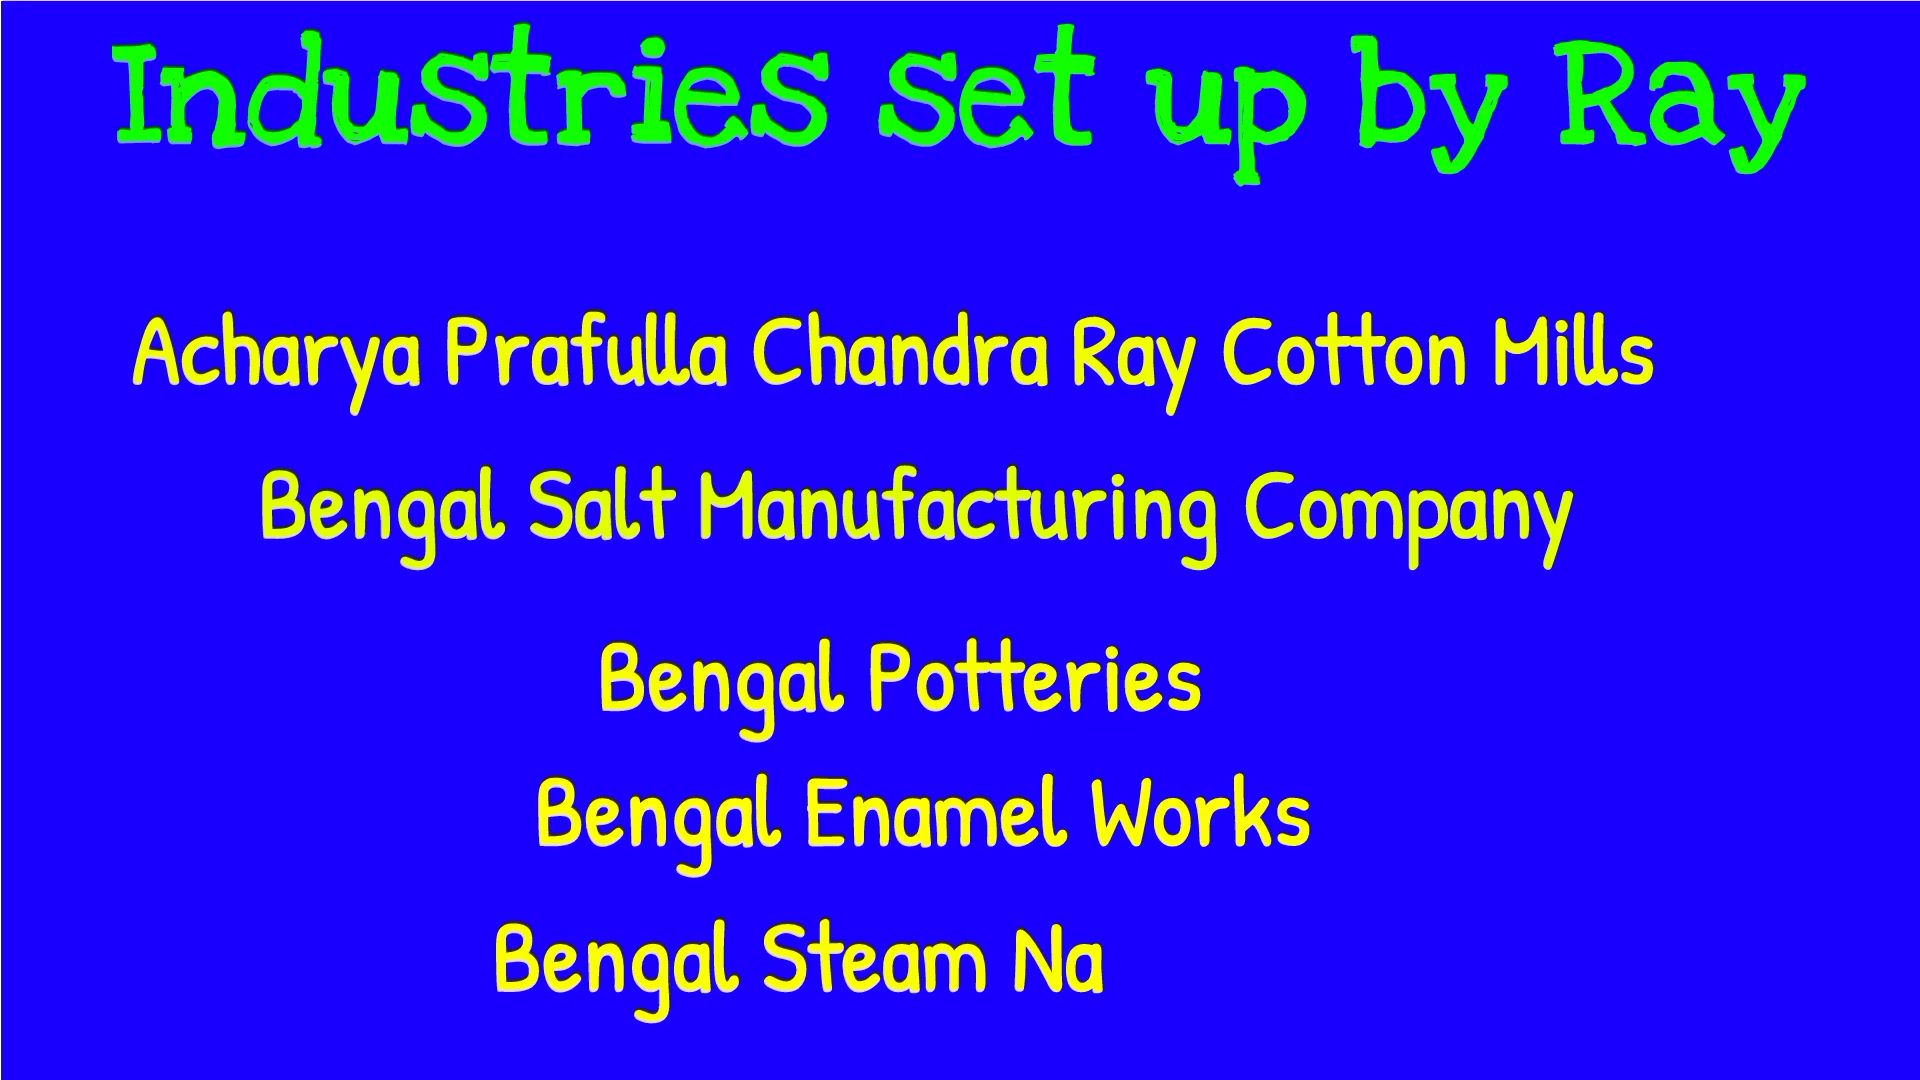 Industries set up by Ray
Acharya Prafulla Chandra Ray Cotton Mills
Bengal Salt Manufacturing Company
Bengal Potteries
Bengal Enamel Works
Bengal Steam Na